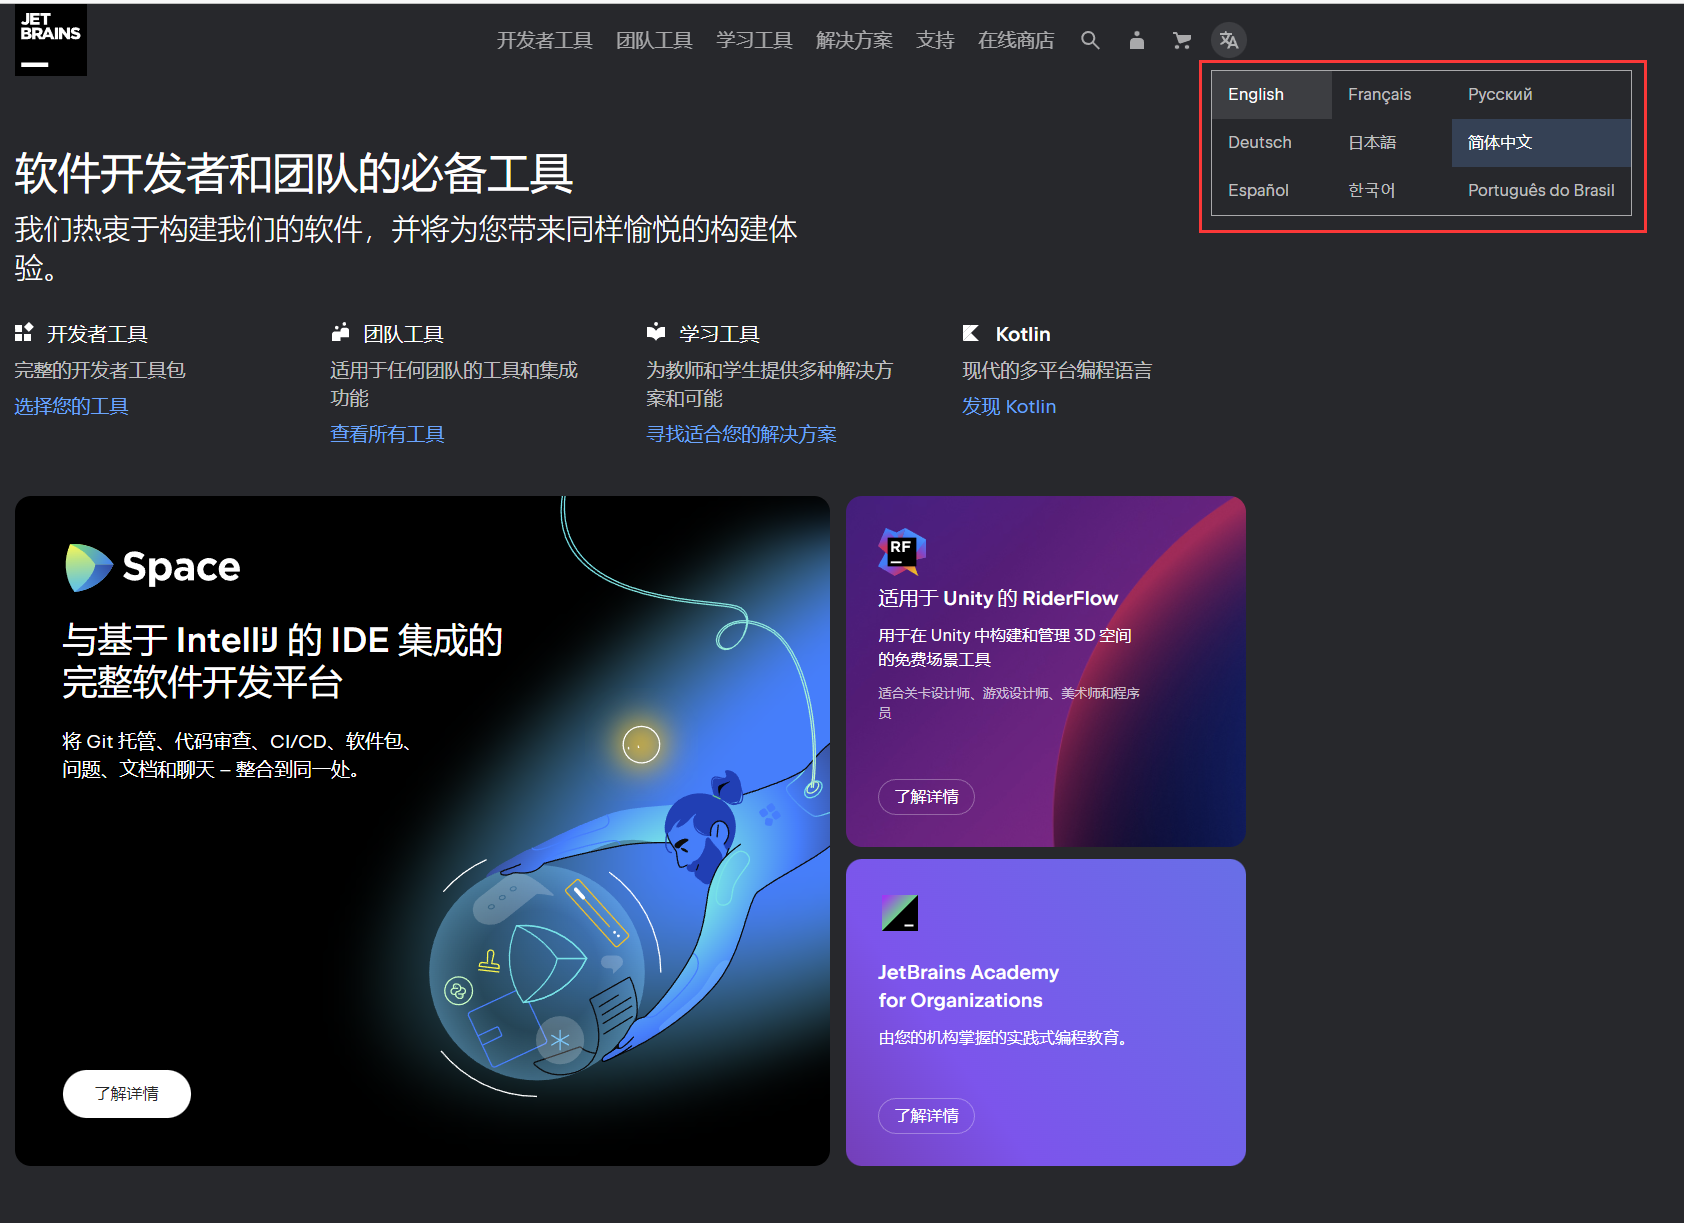 JET
BRAINS
开发者工具 团队工具 学习工具 解决方案 支持 在线商店
English Français Русский
Deutsch 日本語 简体中文
Español 한국어 Português do Brasil
软件开发者和团队的必备工具
我们热衷于构建我们的软件，并将为您带来同样愉悦的构建体
验。
开发者工具
完整的开发者工具包
选择您的工具
团队工具
适用于任何团队的工具和集成
功能
查看所有工具
学习工具
为教师和学生提供多种解决方
案和可能
寻找适合您的解决方案
Kotlin
现代的多平台编程语言
发现 Kotlin
Space
与基于 IntelliJ 的 IDE 集成的
完整软件开发平台
将 Git 托管、代码审查、CI/CD、软件包、
问题、文档和聊天 – 整合到同一处。
了解详情
RF
适用于 Unity 的 RiderFlow
用于在 Unity 中构建和管理 3D 空间
的免费场景工具
适合关卡设计师、游戏设计师、美术师和程序
员
了解详情
JetBrains Academy
for Organizations
由您的机构掌握的实践式编程教育。
了解详情